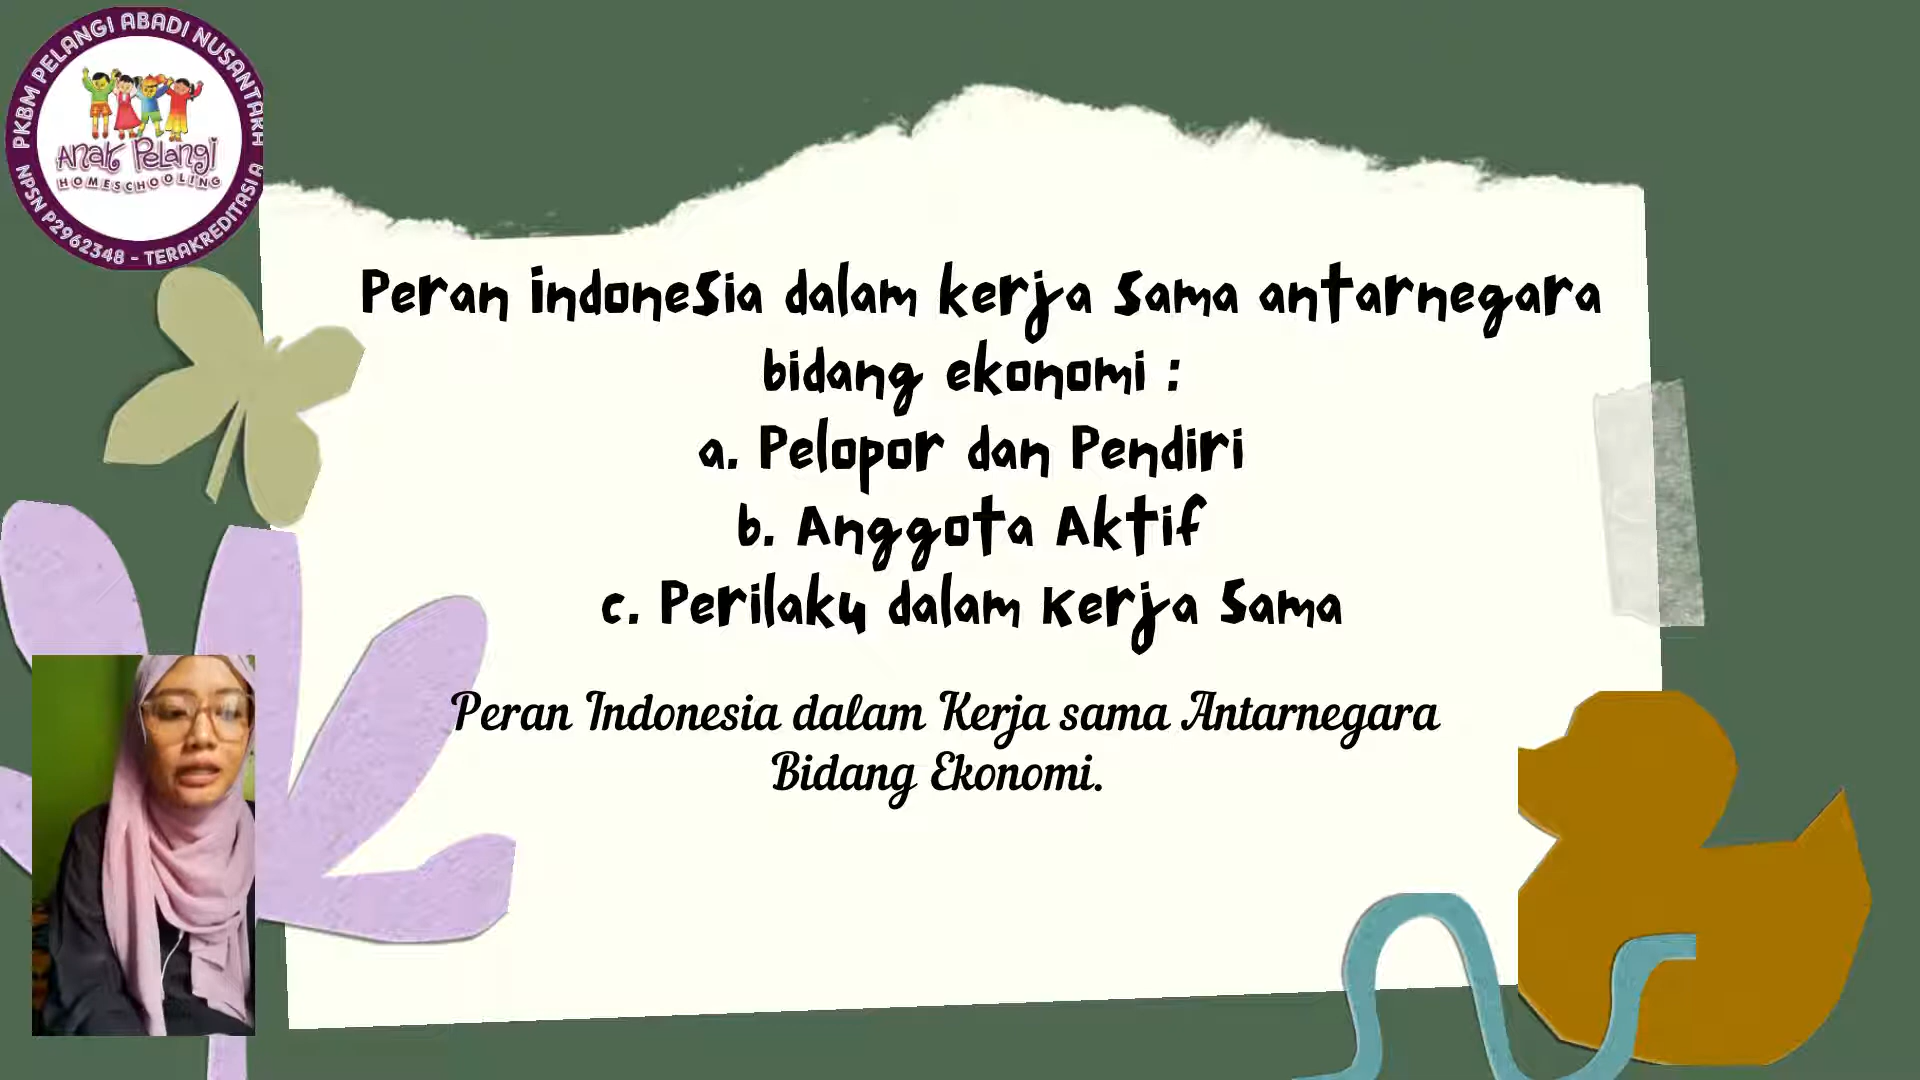 PKBM PELANGI ABADI NUSANTARA
Anak Pelangi
HOMESCHOOLING
NPSN P2962348 - TERAKREDITASI A
Peran indonesia dalam kerja sama antarnegara
bidang ekonomi :
a. Pelopor dan Pendiri
b. Anggota Aktif
c. Perilaku dalam Kerja Sama
Peran Indonesia dalam Kerja sama Antarnegara
Bidang Ekonomi.